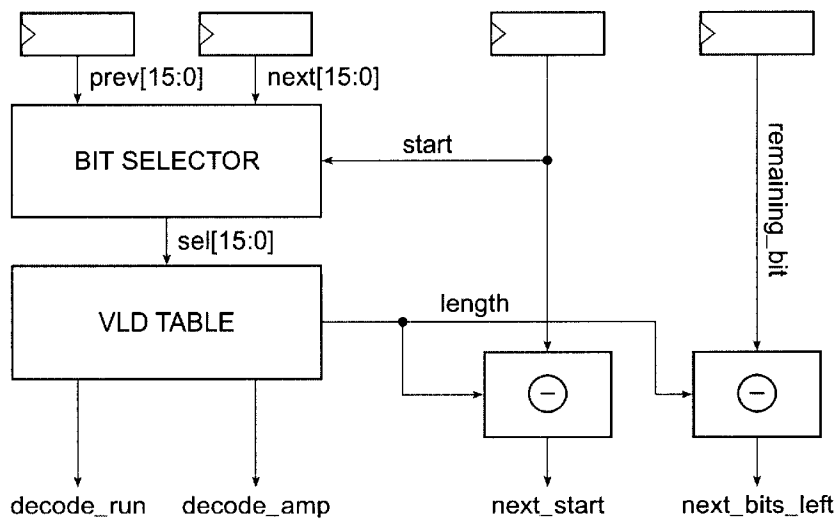 prev[15:0]
next[15:0]
BIT SELECTOR
start
remaining_bit
sel[15:0]
VLD TABLE
length
−
−
decode_run
decode_amp
next_start
next_bits_left